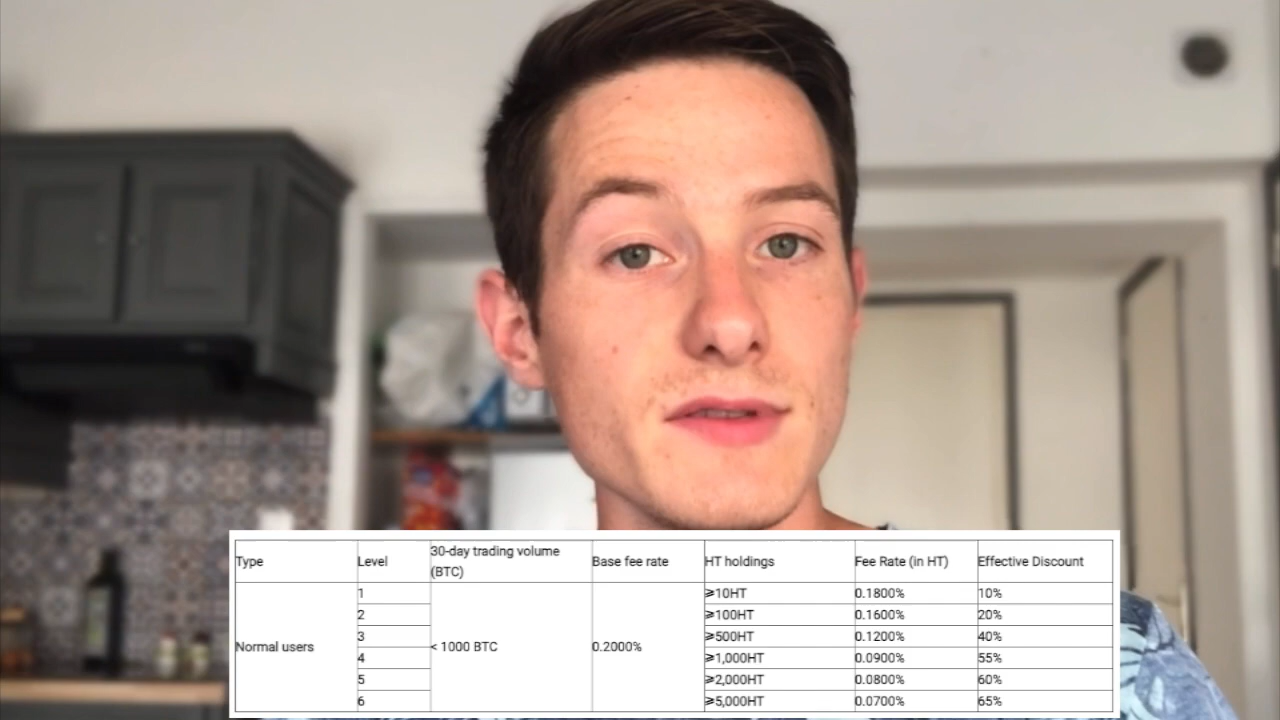 Type Level 30-day trading volume (BTC) Base fee rate HT holdings Fee Rate (in HT) Effective Discount
Normal users < 1000 BTC 0.2000%
1 ≥10HT 0.1800% 10%
2 ≥100HT 0.1600% 20%
3 ≥500HT 0.1200% 40%
4 ≥1,000HT 0.0900% 55%
5 ≥2,000HT 0.0800% 60%
6 ≥5,000HT 0.0700% 65%